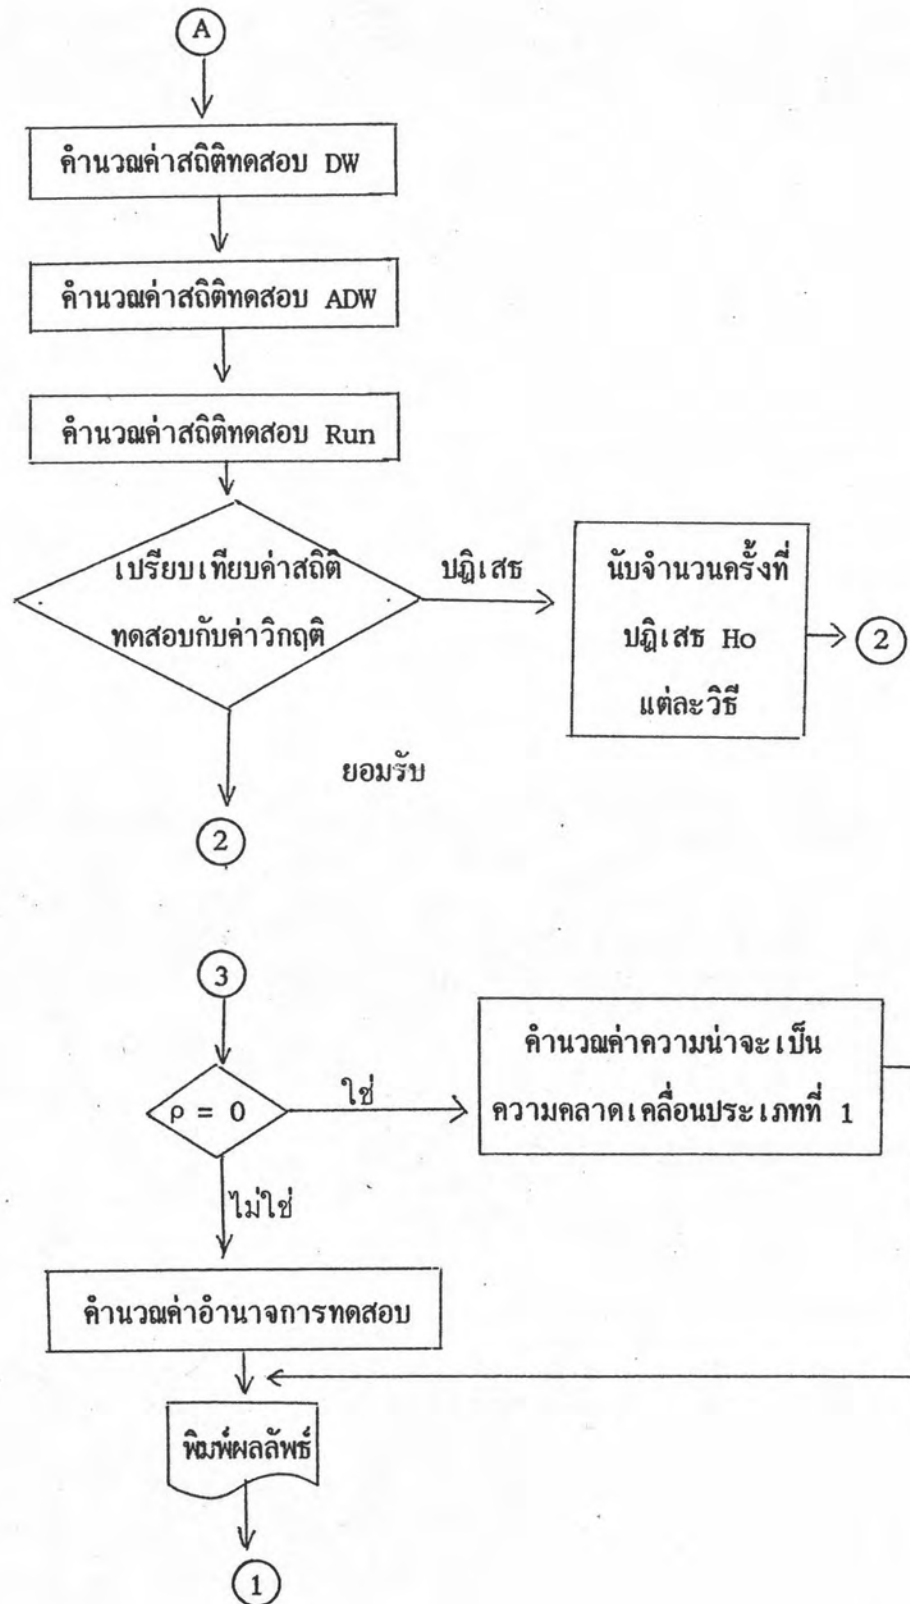 A
คำนวณค่าสถิติทดสอบ DW
คำนวณค่าสถิติทดสอบ ADW
คำนวณค่าสถิติทดสอบ Run
เปรียบเทียบค่าสถิติ
ทดสอบกับค่าวิกฤติ
ปฏิเสธ
นับจำนวนครั้งที่
ปฏิเสธ Ho
แต่ละวิธี
2
ยอมรับ
2
3
ρ = 0
ใช่
คำนวณค่าความน่าจะเป็น
ความคลาดเคลื่อนประเภทที่ 1
ไม่ใช่
คำนวณค่าอำนาจการทดสอบ
พิมพ์ผลลัพธ์
1